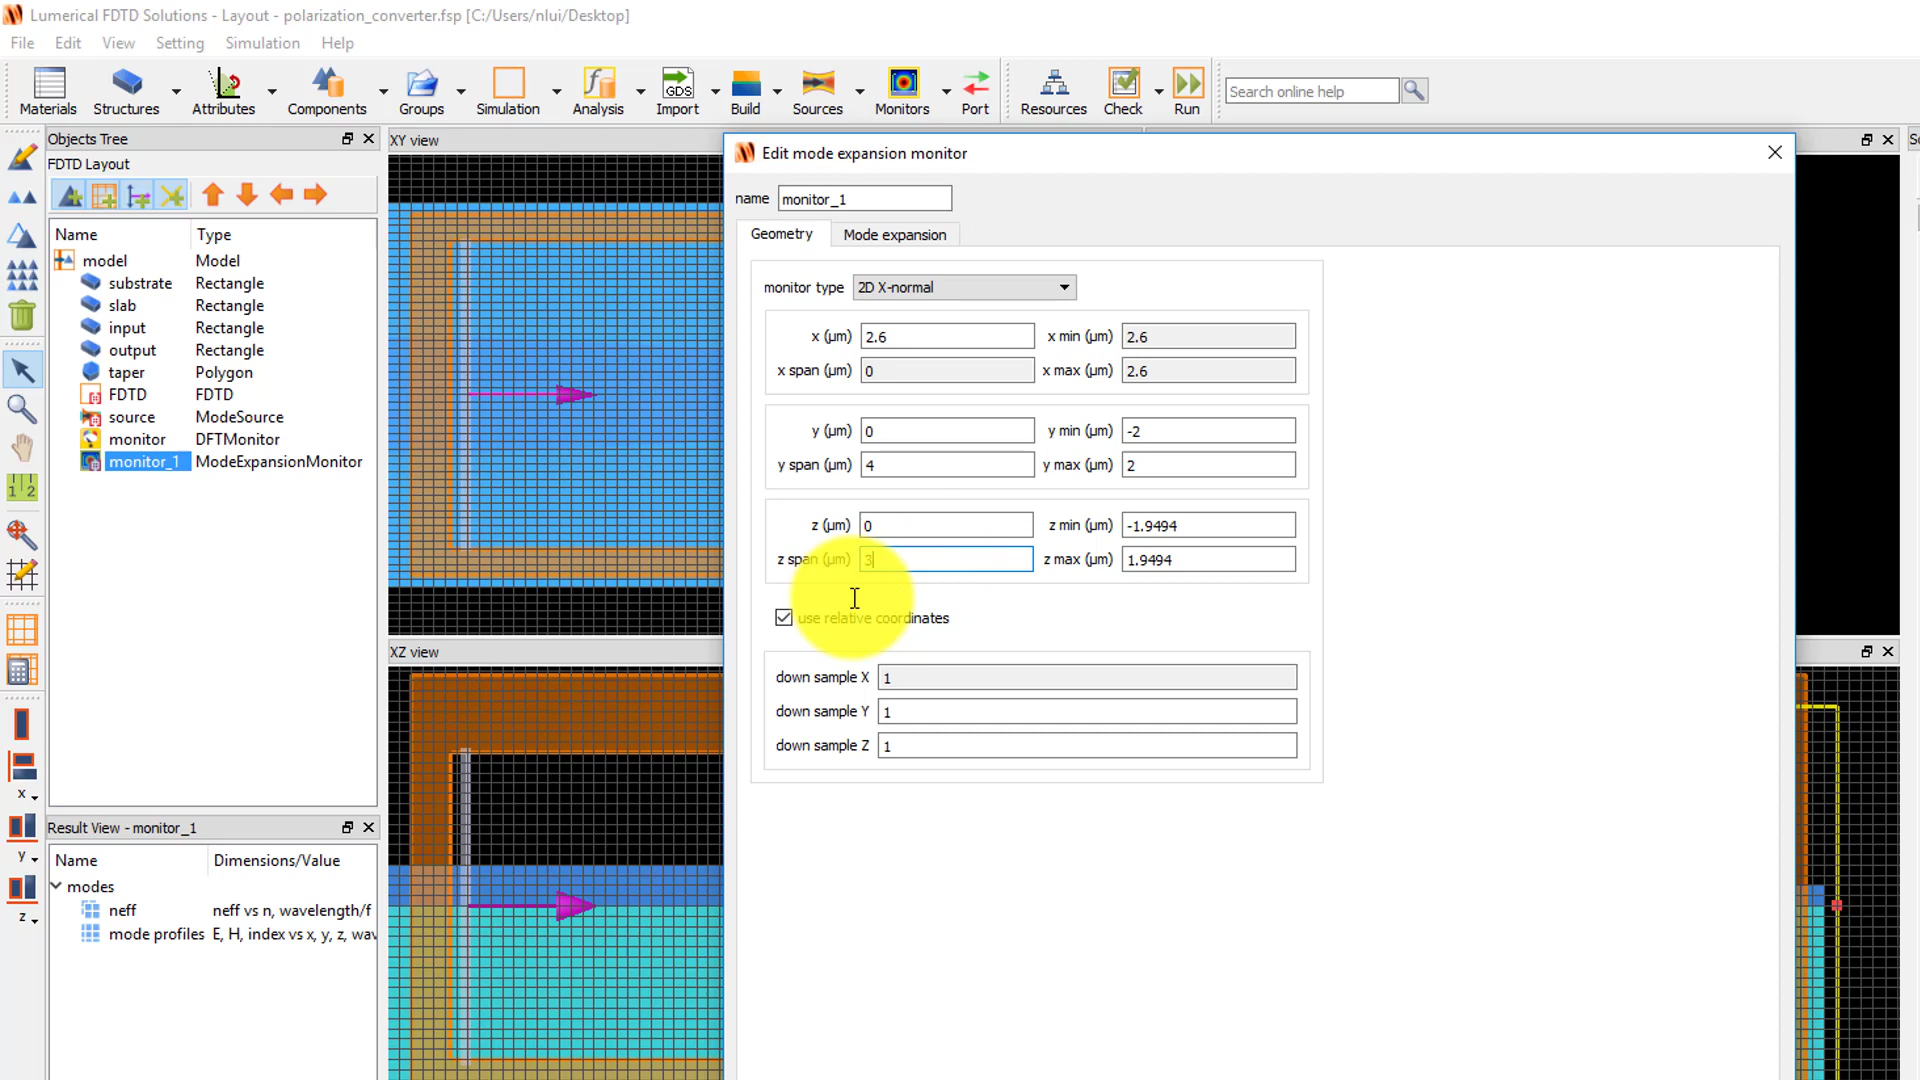 Lumerical FDTD Solutions - Layout - polarization_converter.fsp [C:/Users/nlui/Desktop]
File Edit View Setting Simulation Help
Materials Structures Attributes Components Groups Simulation Analysis GDS Import Build Sources Monitors Port Resources Check Run Search online help
Objects Tree
FDTD Layout
Name Type
model Model
substrate Rectangle
slab Rectangle
input Rectangle
output Rectangle
taper Polygon
FDTD FDTD
source ModeSource
monitor DFTMonitor
monitor_1 ModeExpansionMonitor
Result View - monitor_1
Name Dimensions/Value
modes
neff neff vs n, wavelength/f
mode profiles E, H, index vs x, y, z, wav
1 2
x
y
z
XY view
XZ view
Edit mode expansion monitor
name monitor_1
Geometry Mode expansion
monitor type 2D X-normal
x (µm) 2.6 x min (µm) 2.6
x span (µm) 0 x max (µm) 2.6
y (µm) 0 y min (µm) -2
y span (µm) 4 y max (µm) 2
z (µm) 0 z min (µm) -1.9494
z span (µm) 3 z max (µm) 1.9494
use relative coordinates
down sample X 1
down sample Y 1
down sample Z 1